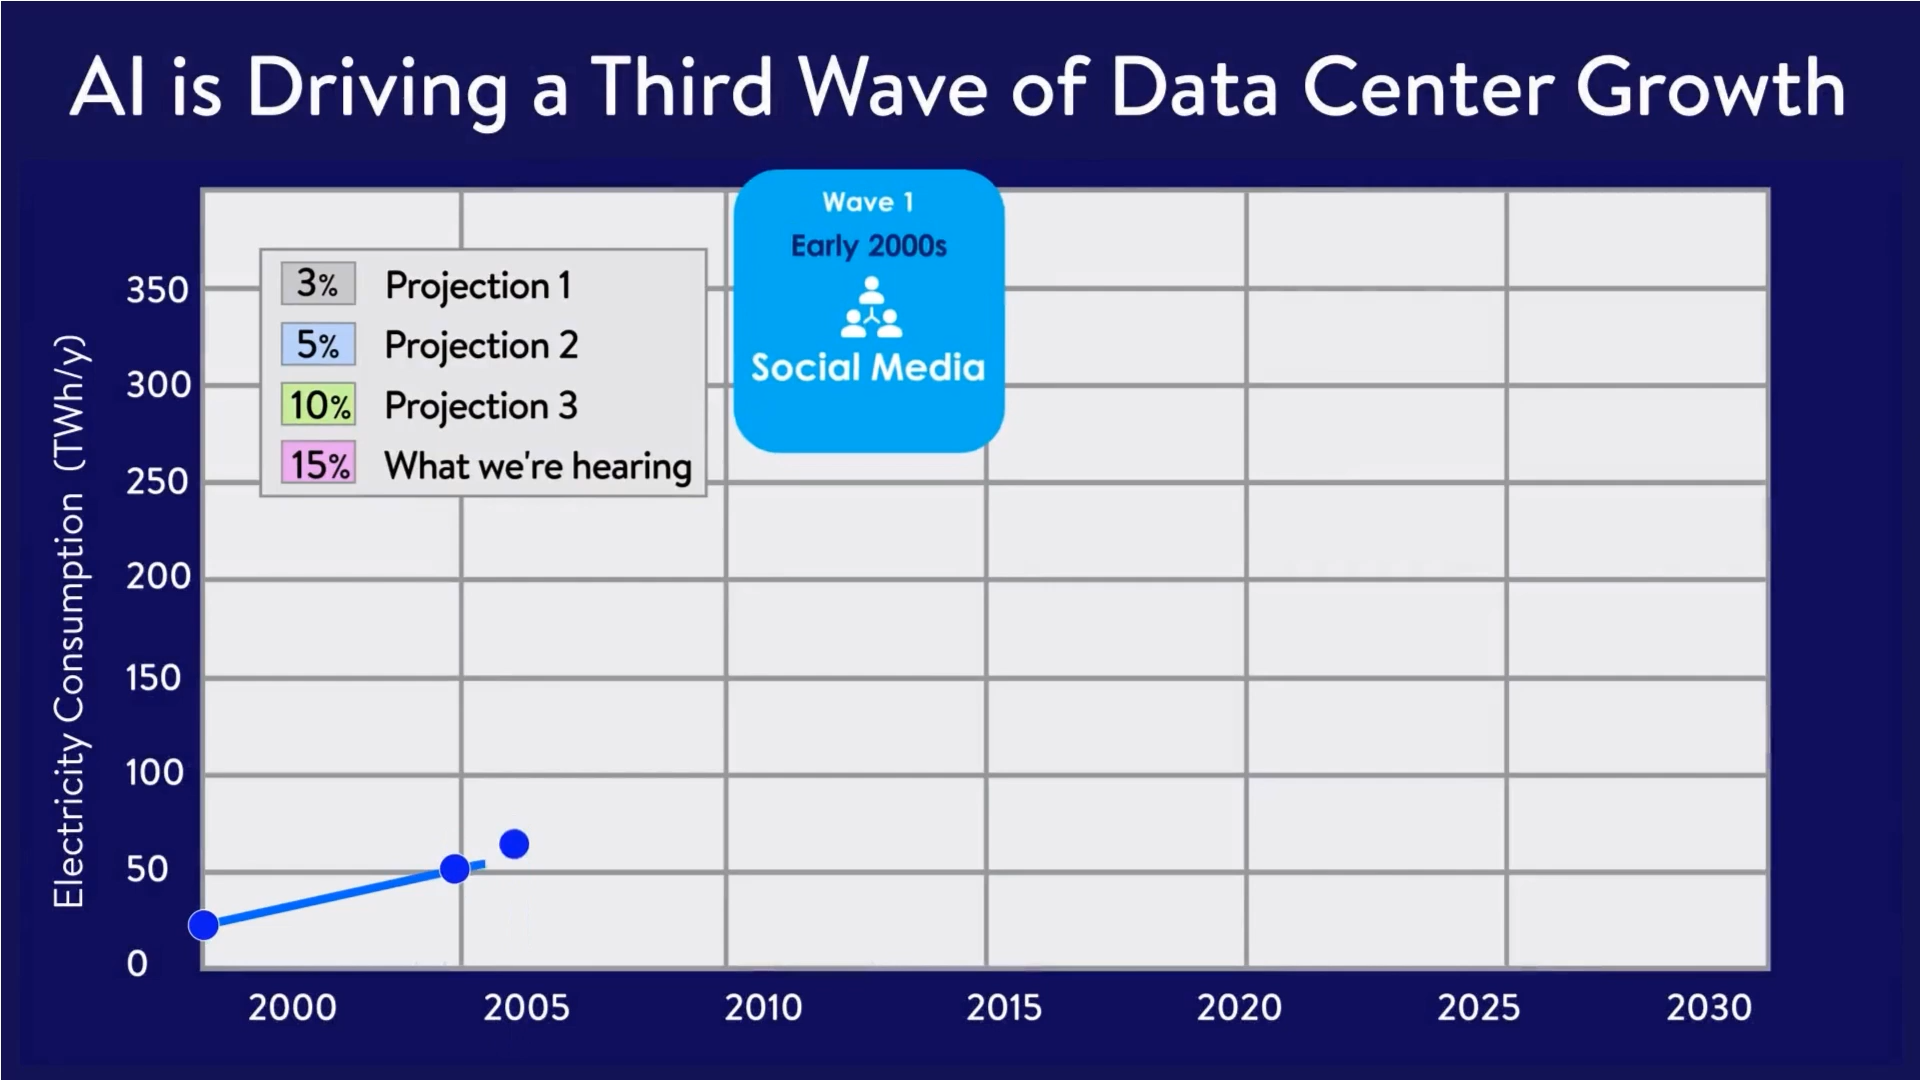 AI is Driving a Third Wave of Data Center Growth
Wave 1
Early 2000s
Social Media
3% Projection 1
5% Projection 2
10% Projection 3
15% What we're hearing
Electricity Consumption (TWh/y)
350
300
250
200
150
100
50
0
2000 2005 2010 2015 2020 2025 2030